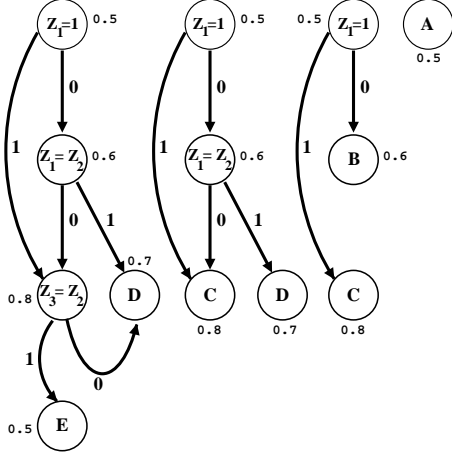 Z1=1 0.5 Z1=1 0.5 0.5 Z1=1 A
0.5
0 0 0
1 1 1
Z1= Z2 0.6 Z1= Z2 0.6 B 0.6
0 1 0 1
0.7
0.8 Z3= Z2 D C D C
0.8 0.7 0.8
1 0
0.5 E